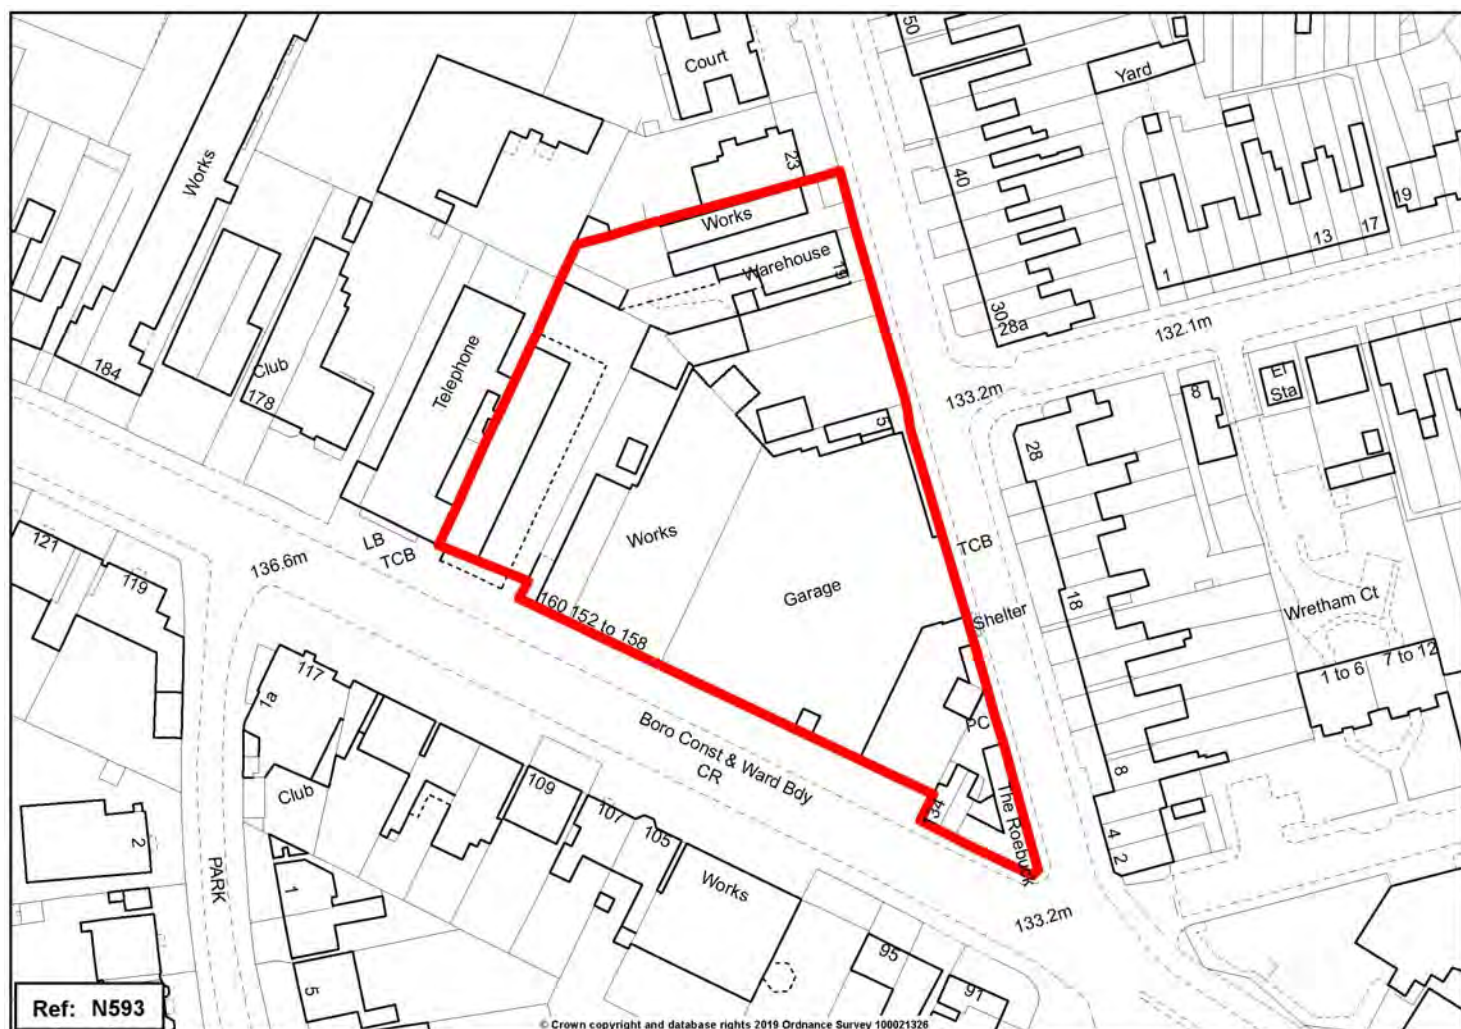 50
Court
Yard
Works
23
40
19
Works
Warehouse
13
17
1
30
28a
132.1m
184
Club
178
Telephone
133.2m
El
Sta
8
5
28
121
119
136.6m
LB
TCB
Works
TCB
Garage
Shelter
18
Wretham Ct
160 152 to 158
1 to 6
7 to 12
117
1a
PC
Boro Const & Ward Bdy
CR
8
Club
109
107
105
134
The Roebuck
4
2
2
PARK
1
Works
133.2m
95
91
5
Ref: N593
© Crown copyright and database rights 2019 Ordnance Survey 100021326